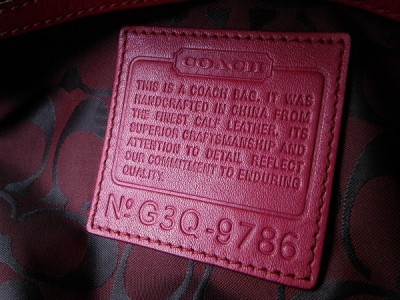 COACH
THIS IS A COACH BAG. IT WAS
HANDCRAFTED IN CHINA FROM
THE FINEST CALF LEATHER. ITS
SUPERIOR CRAFTSMANSHIP AND
ATTENTION TO DETAIL REFLECT
OUR COMMITMENT TO ENDURING
QUALITY.
No G3Q-9786